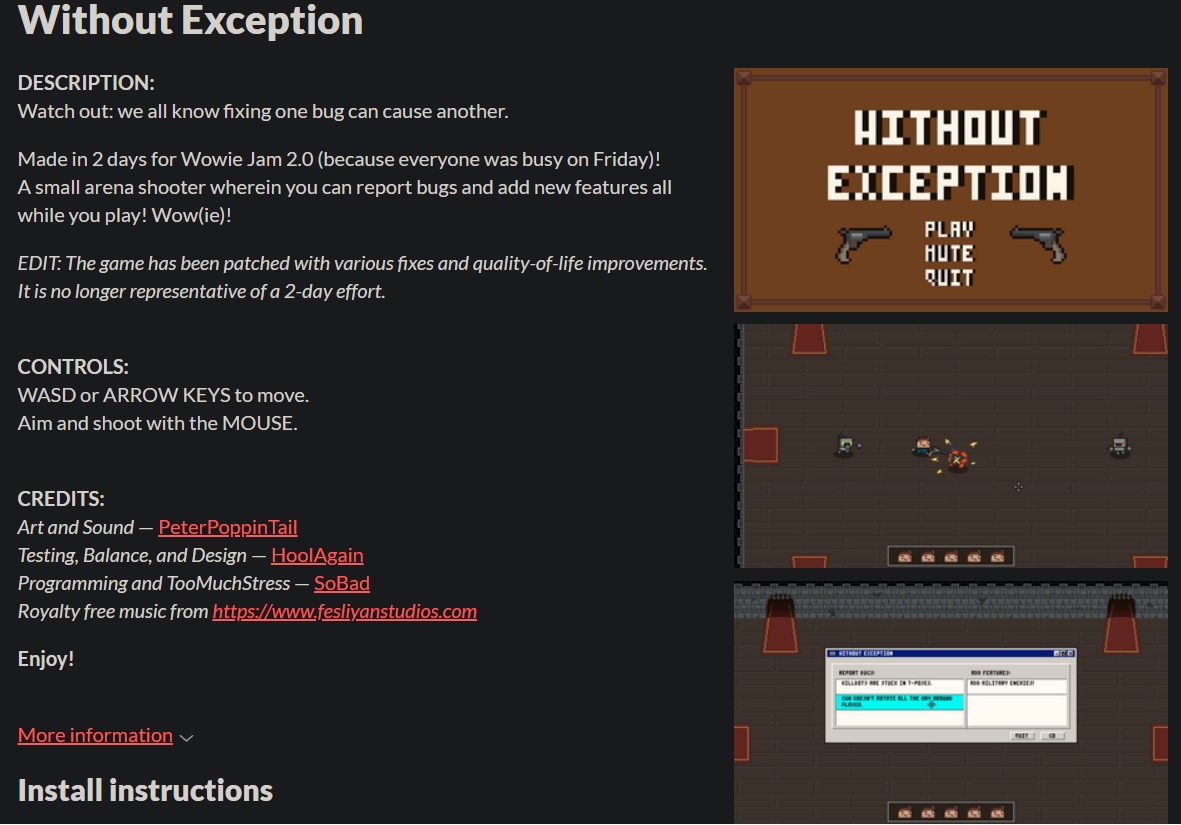 Without Exception
DESCRIPTION:
Watch out: we all know fixing one bug can cause another.
Made in 2 days for Wowie Jam 2.0 (because everyone was busy on Friday)!
A small arena shooter wherein you can report bugs and add new features all
while you play! Wow(ie)!
EDIT: The game has been patched with various fixes and quality-of-life improvements.
It is no longer representative of a 2-day effort.
CONTROLS:
WASD or ARROW KEYS to move.
Aim and shoot with the MOUSE.
CREDITS:
Art and Sound — PeterPoppinTail
Testing, Balance, and Design — HoolAgain
Programming and TooMuchStress — SoBad
Royalty free music from https://www.fesliyanstudios.com
Enjoy!
More information
Install instructions
WITHOUT
EXCEPTION
PLAY
MUTE
QUIT
WITHOUT EXCEPTION
REPORT BUGS:
KILLBOTS ARE STUCK IN T-POSES.
GUN DOESN'T ROTATE ALL THE WAY AROUND
PLAYER.
ADD FEATURES:
ADD MILITARY ENEMIES!
QUIT
GO